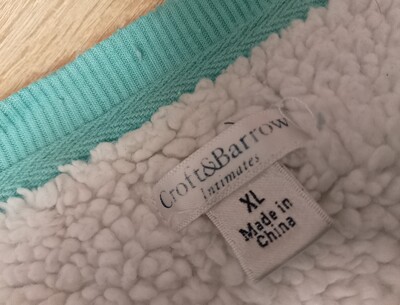 Croft&Barrow
Intimates
XL
Made in
China